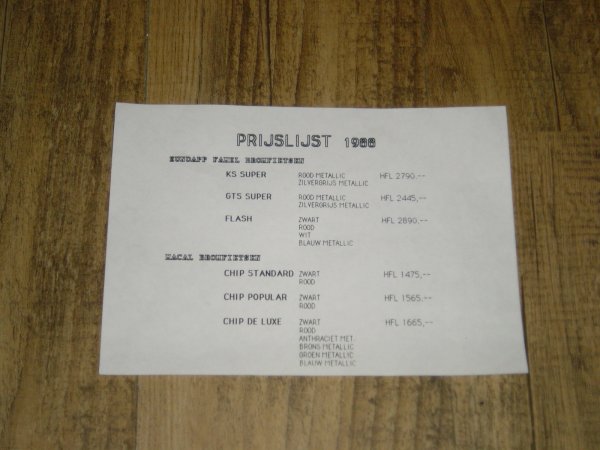 PRIJSLIJST 1988
ZUNDAPP FAMEL BROMFIETSEN
KS SUPER ROOD METALLIC HFL 2790.--
ZILVERGRIJS METALLIC
GTS SUPER ROOD METALLIC HFL 2445,--
ZILVERGRIJS METALLIC
FLASH ZWART HFL 2890.--
ROOD
WIT
BLAUW METALLIC
MACAL BROMFIETSEN
CHIP STANDARD ZWART HFL 1475,--
ROOD
CHIP POPULAR ZWART HFL 1565.--
ROOD
CHIP DE LUXE ZWART HFL 1665,--
ROOD
ANTHRACIET MET.
BRONS METALLIC
GROEN METALLIC
BLAUW METALLIC